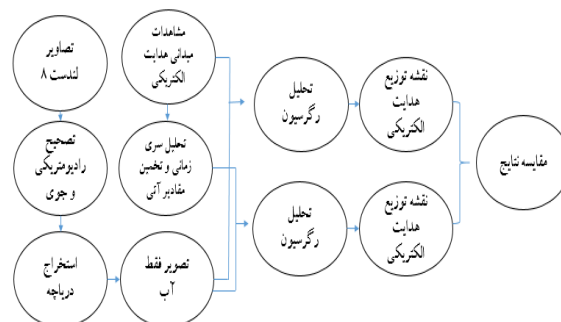 تصاویر
لندست ۸
تصحیح
رادیومتریکی
و جوی
استخراج
دریاچه
مشاهدات
میدانی هدایت
الکتریکی
تحلیل سری
زمانی و تخمین
مقادیر آتی
تصویر فقط
آب
تحلیل
رگرسیون
تحلیل
رگرسیون
نقشه توزیع
هدایت
الکتریکی
نقشه توزیع
هدایت
الکتریکی
مقایسه نتایج